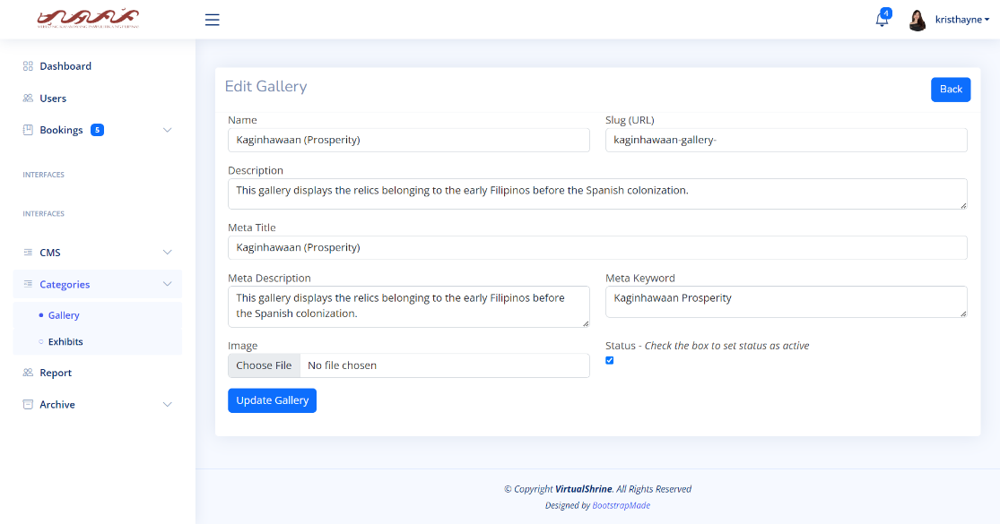 4
kristhayne
Dashboard
Users
Bookings 5
INTERFACES
INTERFACES
CMS
Categories
Gallery
Exhibits
Report
Archive
Edit Gallery
Back
Name
Kaginhawaan (Prosperity)
Slug (URL)
kaginhawaan-gallery-
Description
This gallery displays the relics belonging to the early Filipinos before the Spanish colonization.
Meta Title
Kaginhawaan (Prosperity)
Meta Description
This gallery displays the relics belonging to the early Filipinos before
the Spanish colonization.
Meta Keyword
Kaginhawaan Prosperity
Image
Choose File No file chosen
Status - Check the box to set status as active
Update Gallery
© Copyright VirtualShrine. All Rights Reserved
Designed by BootstrapMade